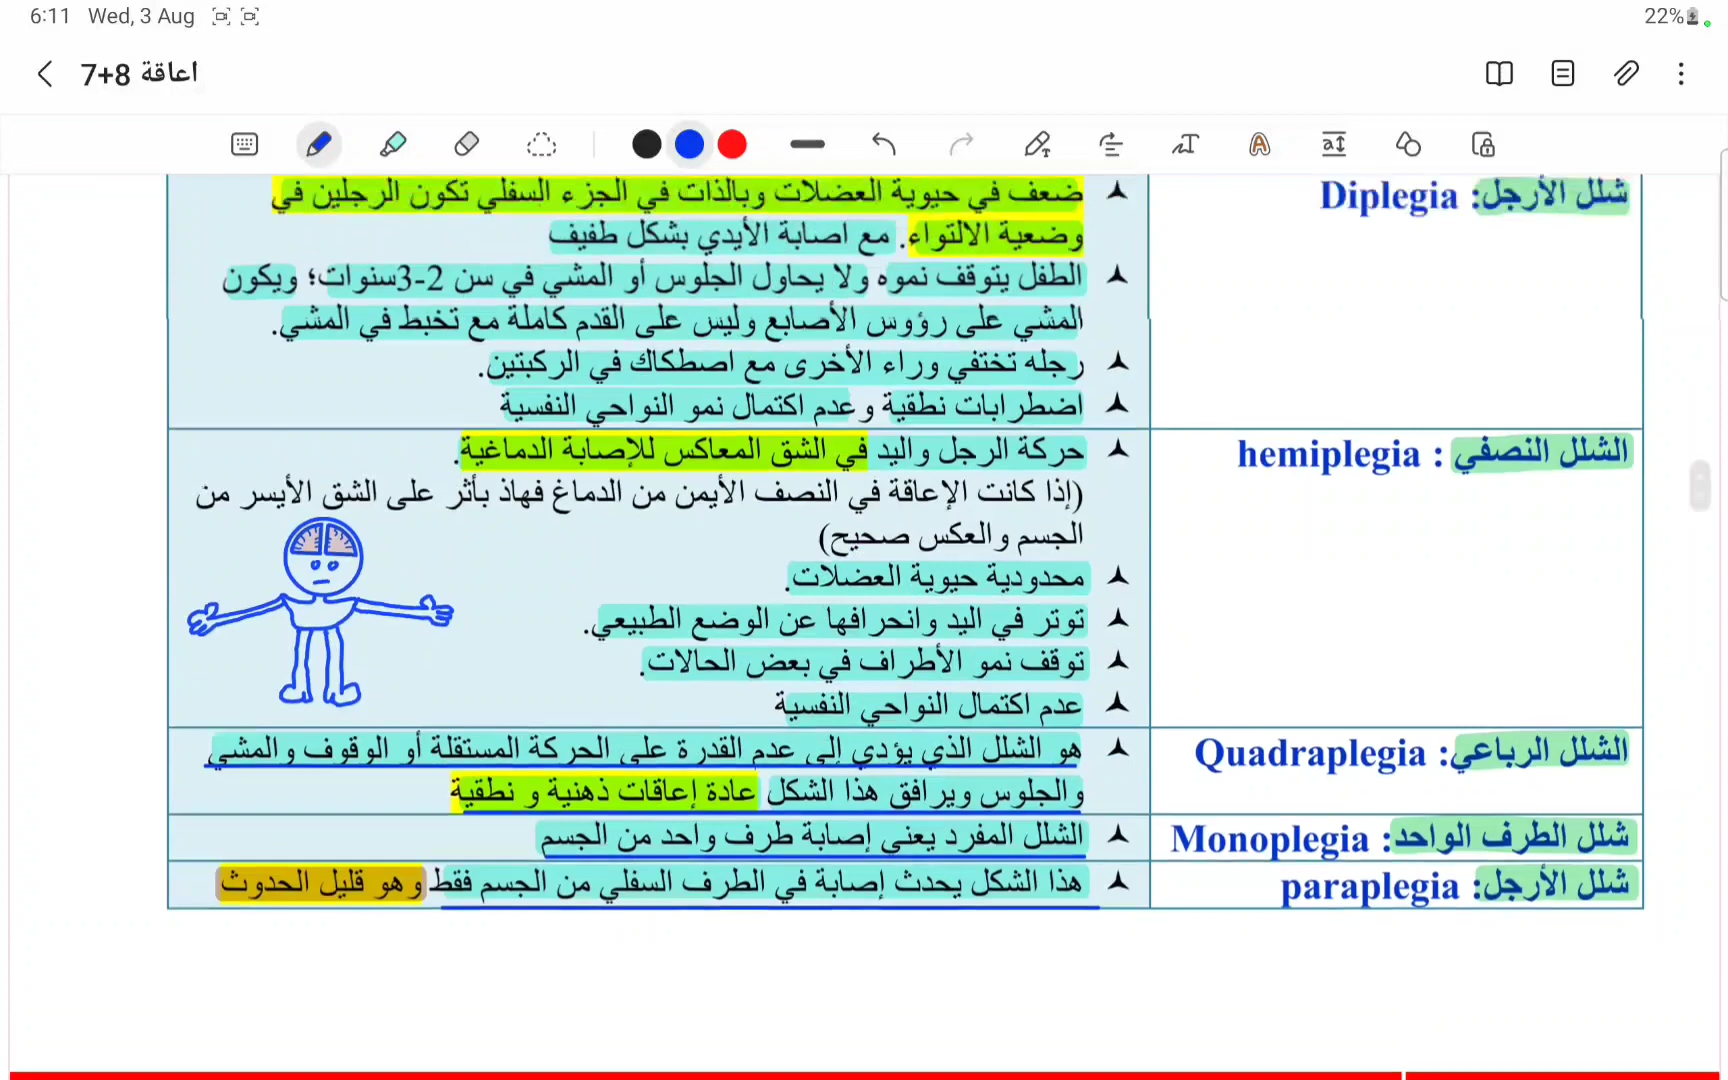 6:11 Wed, 3 Aug 22%
اعاقة 7+8
شلل الأرجل: Diplegia
ضعف في حيوية العضلات وبالذات في الجزء السفلي تكون الرجلين في
وضعية الالتواء. مع اصابة الأيدي بشكل طفيف
الطفل يتوقف نموه ولا يحاول الجلوس أو المشي في سن 2-3سنوات؛ ويكون
المشي على رؤوس الأصابع وليس على القدم كاملة مع تخبط في المشي.
رجله تختفي وراء الأخرى مع اصطكاك في الركبتين.
اضطرابات نطقية وعدم اكتمال نمو النواحي النفسية
الشلل النصفي : hemiplegia
حركة الرجل واليد في الشق المعاكس للإصابة الدماغية.
(إذا كانت الإعاقة في النصف الأيمن من الدماغ فهاذ بأثر على الشق الأيسر من
الجسم والعكس صحيح)
محدودية حيوية العضلات.
توتر في اليد وانحرافها عن الوضع الطبيعي.
توقف نمو الأطراف في بعض الحالات.
عدم اكتمال النواحي النفسية
الشلل الرباعي: Quadraplegia
هو الشلل الذي يؤدي إلى عدم القدرة على الحركة المستقلة أو الوقوف والمشي
والجلوس ويرافق هذا الشكل عادة إعاقات ذهنية و نطقية
شلل الطرف الواحد: Monoplegia
الشلل المفرد يعني إصابة طرف واحد من الجسم
شلل الأرجل: paraplegia
هذا الشكل يحدث إصابة في الطرف السفلي من الجسم فقط وهو قليل الحدوث